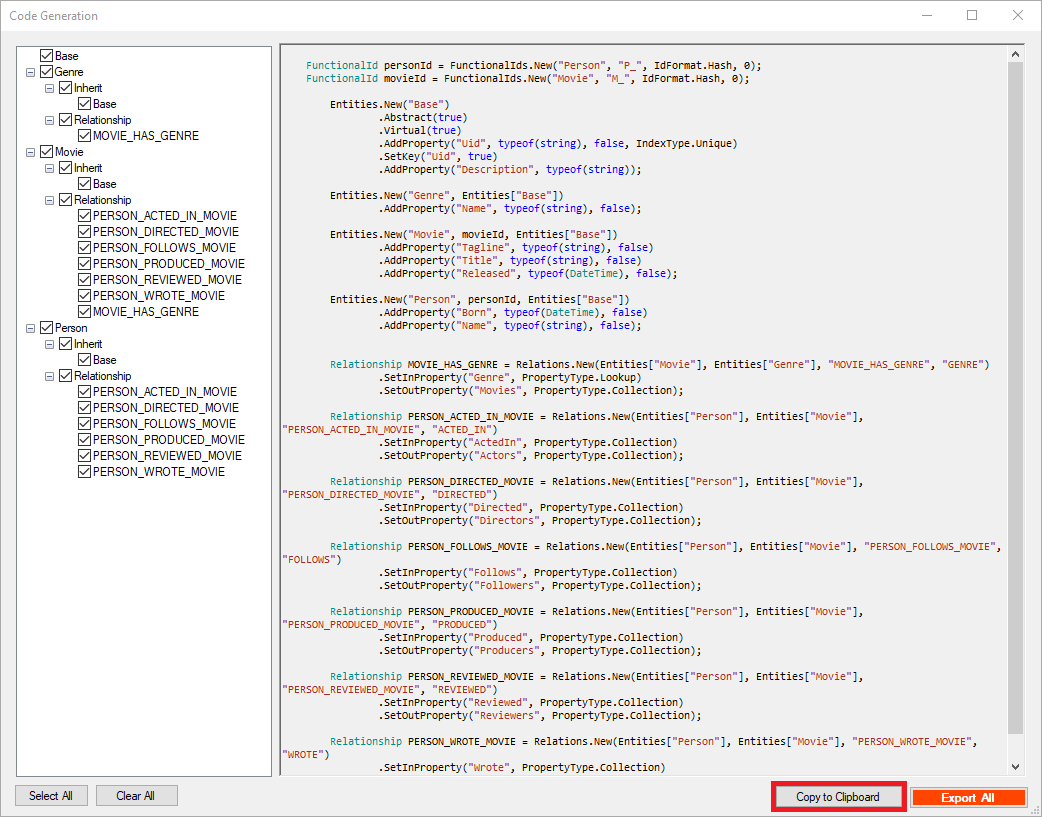 Code Generation
Base
Genre
Inherit
Base
Relationship
MOVIE_HAS_GENRE
Movie
Inherit
Base
Relationship
PERSON_ACTED_IN_MOVIE
PERSON_DIRECTED_MOVIE
PERSON_FOLLOWS_MOVIE
PERSON_PRODUCED_MOVIE
PERSON_REVIEWED_MOVIE
PERSON_WROTE_MOVIE
MOVIE_HAS_GENRE
Person
Inherit
Base
Relationship
PERSON_ACTED_IN_MOVIE
PERSON_DIRECTED_MOVIE
PERSON_FOLLOWS_MOVIE
PERSON_PRODUCED_MOVIE
PERSON_REVIEWED_MOVIE
PERSON_WROTE_MOVIE
FunctionalId personId = FunctionalIds.New("Person", "P_", IdFormat.Hash, 0);
FunctionalId movieId = FunctionalIds.New("Movie", "M_", IdFormat.Hash, 0);
Entities.New("Base")
.Abstract(true)
.Virtual(true)
.AddProperty("Uid", typeof(string), false, IndexType.Unique)
.SetKey("Uid", true)
.AddProperty("Description", typeof(string));
Entities.New("Genre", Entities["Base"])
.AddProperty("Name", typeof(string), false);
Entities.New("Movie", movieId, Entities["Base"])
.AddProperty("Tagline", typeof(string), false)
.AddProperty("Title", typeof(string), false)
.AddProperty("Released", typeof(DateTime), false);
Entities.New("Person", personId, Entities["Base"])
.AddProperty("Born", typeof(DateTime), false)
.AddProperty("Name", typeof(string), false);
Relationship MOVIE_HAS_GENRE = Relations.New(Entities["Movie"], Entities["Genre"], "MOVIE_HAS_GENRE", "GENRE")
.SetInProperty("Genre", PropertyType.Lookup)
.SetOutProperty("Movies", PropertyType.Collection);
Relationship PERSON_ACTED_IN_MOVIE = Relations.New(Entities["Person"], Entities["Movie"],
"PERSON_ACTED_IN_MOVIE", "ACTED_IN")
.SetInProperty("ActedIn", PropertyType.Collection)
.SetOutProperty("Actors", PropertyType.Collection);
Relationship PERSON_DIRECTED_MOVIE = Relations.New(Entities["Person"], Entities["Movie"],
"PERSON_DIRECTED_MOVIE", "DIRECTED")
.SetInProperty("Directed", PropertyType.Collection)
.SetOutProperty("Directors", PropertyType.Collection);
Relationship PERSON_FOLLOWS_MOVIE = Relations.New(Entities["Person"], Entities["Movie"], "PERSON_FOLLOWS_MOVIE",
"FOLLOWS")
.SetInProperty("Follows", PropertyType.Collection)
.SetOutProperty("Followers", PropertyType.Collection);
Relationship PERSON_PRODUCED_MOVIE = Relations.New(Entities["Person"], Entities["Movie"],
"PERSON_PRODUCED_MOVIE", "PRODUCED")
.SetInProperty("Produced", PropertyType.Collection)
.SetOutProperty("Producers", PropertyType.Collection);
Relationship PERSON_REVIEWED_MOVIE = Relations.New(Entities["Person"], Entities["Movie"],
"PERSON_REVIEWED_MOVIE", "REVIEWED")
.SetInProperty("Reviewed", PropertyType.Collection)
.SetOutProperty("Reviewers", PropertyType.Collection);
Relationship PERSON_WROTE_MOVIE = Relations.New(Entities["Person"], Entities["Movie"], "PERSON_WROTE_MOVIE",
"WROTE")
.SetInProperty("Wrote", PropertyType.Collection)
Select All
Clear All
Copy to Clipboard
Export All